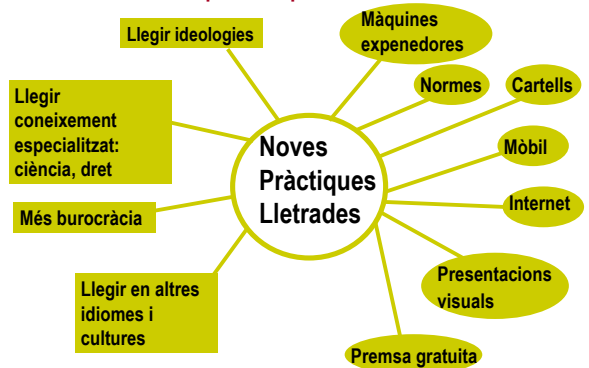 Llegir ideologies
Màquines
expenedores
Normes
Cartells
Llegir
coneixement
especialitzat:
ciència, dret
Noves
Pràctiques
Lletrades
Mòbil
Més burocràcia
Internet
Llegir en altres
idiomes i
cultures
Presentacions
visuals
Premsa gratuita